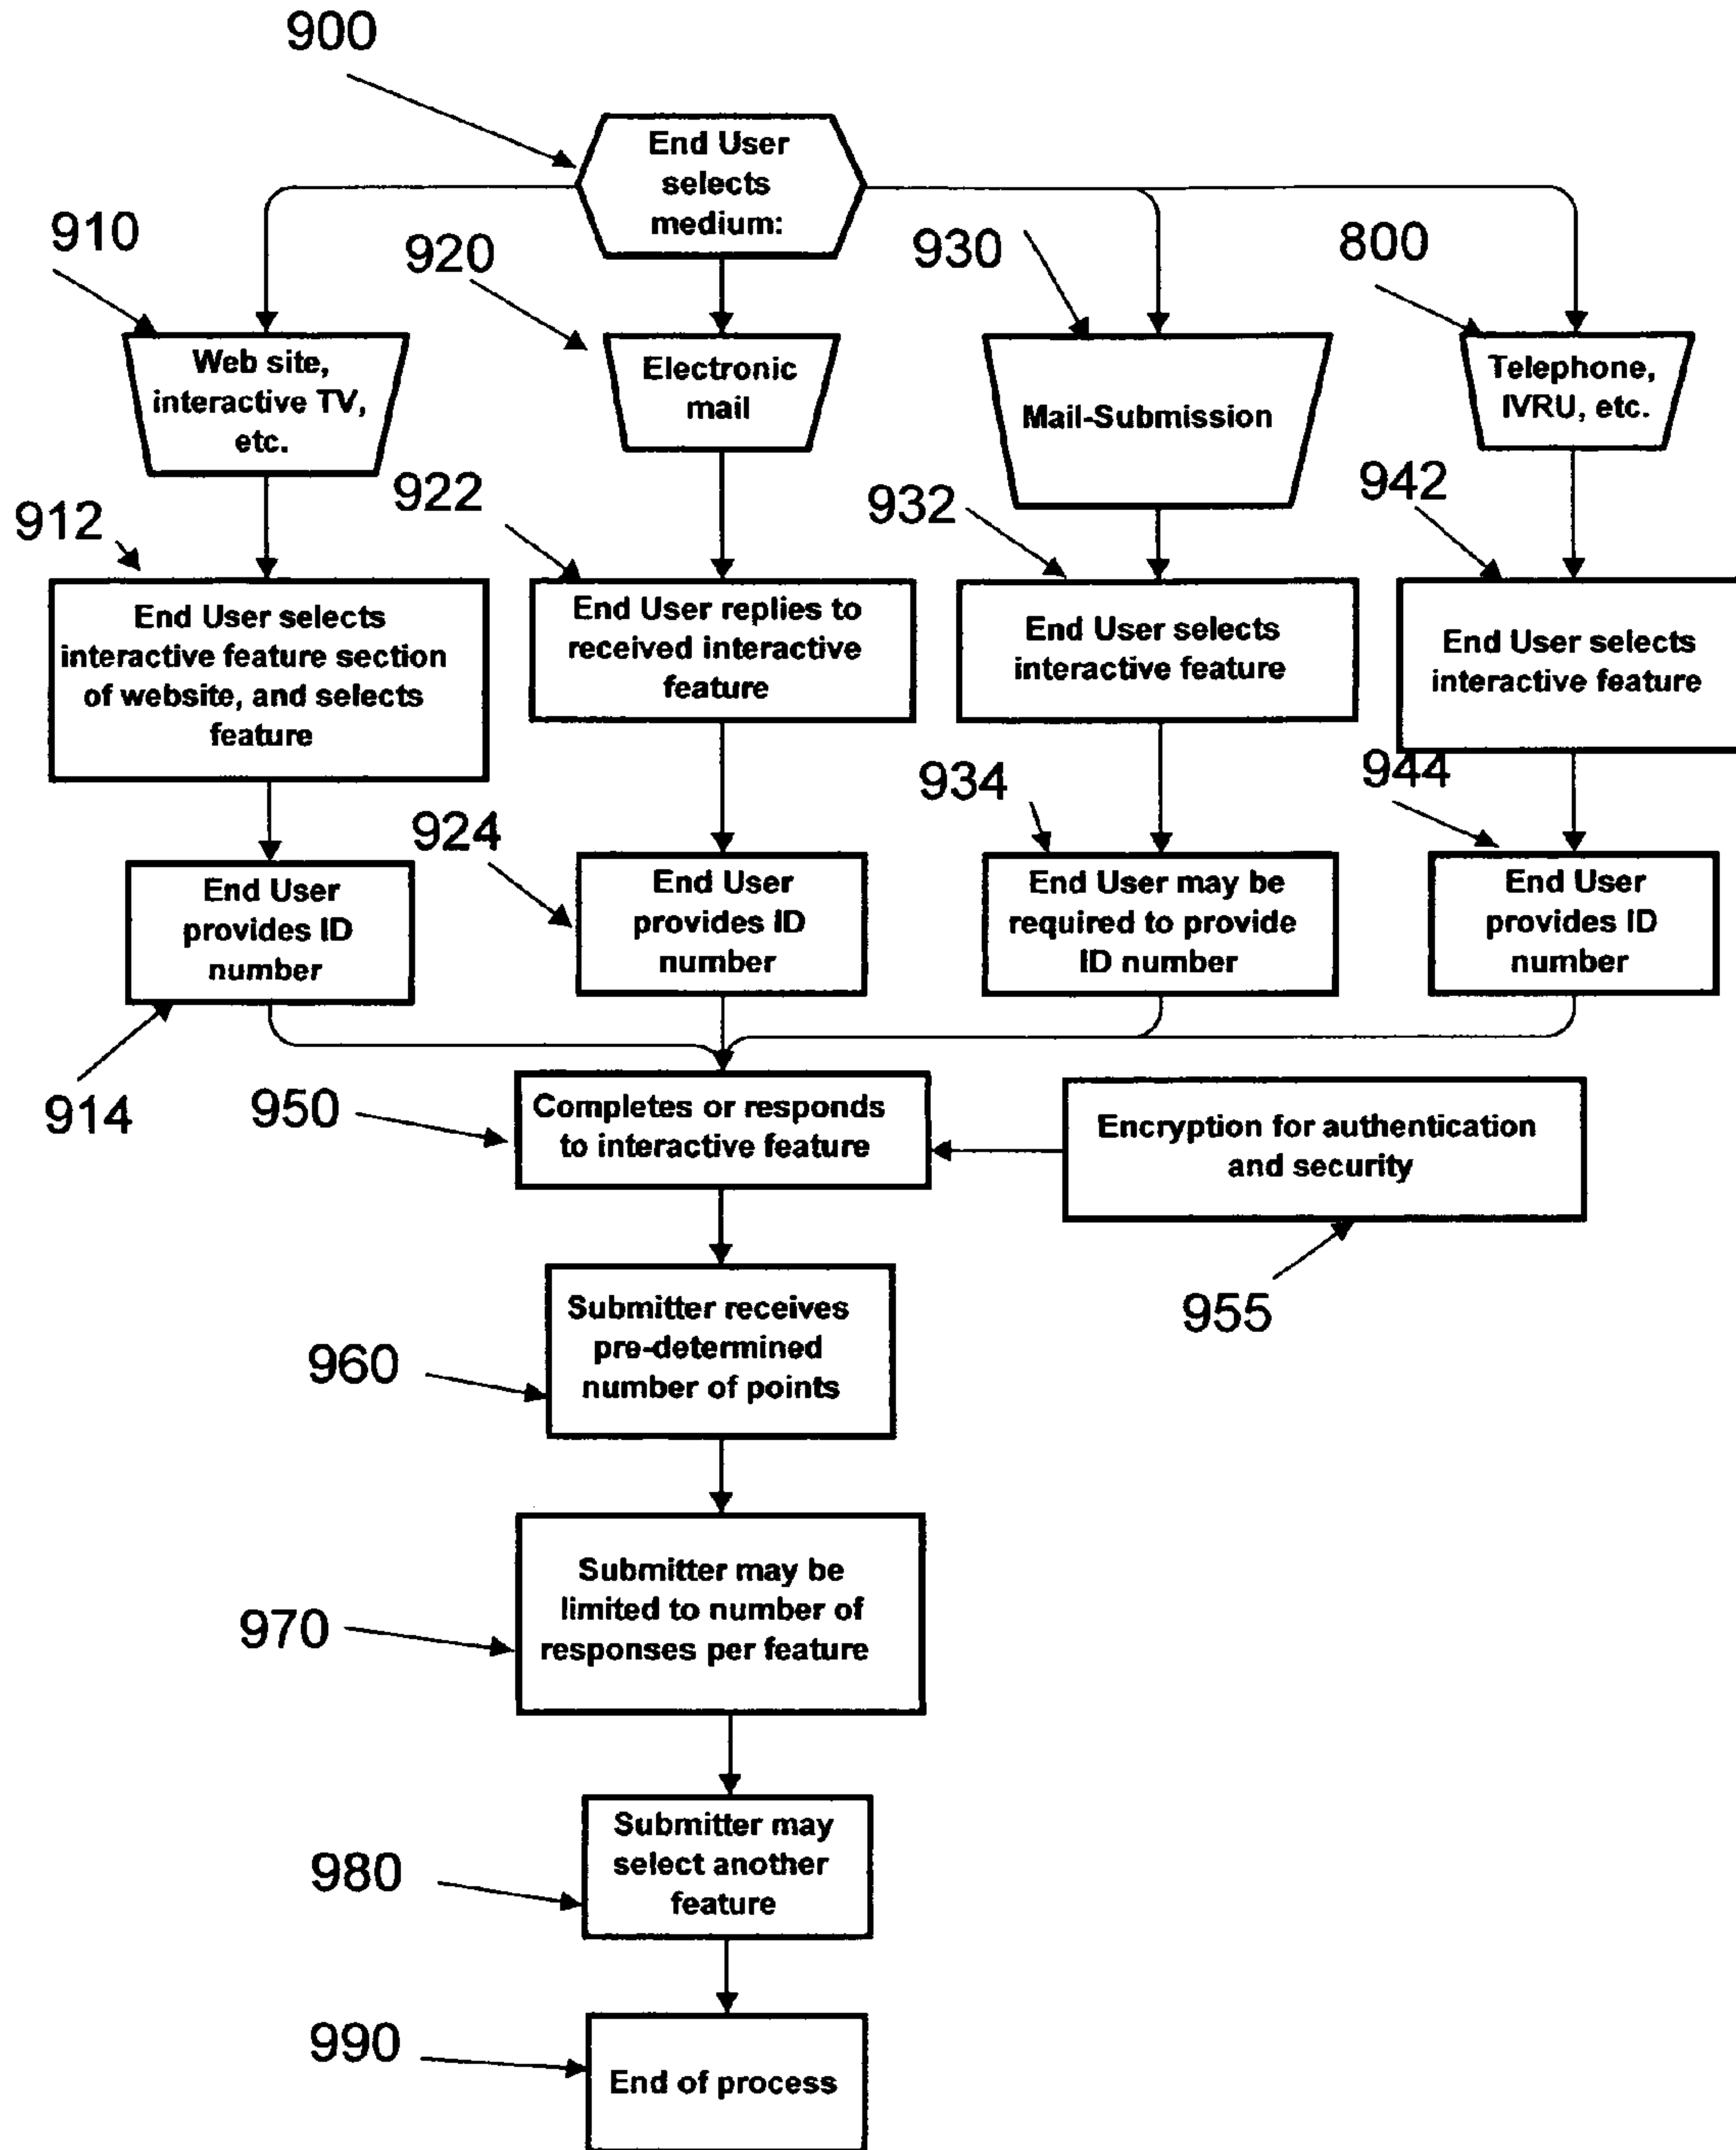 900
End User
selects
medium:
910
920
930
800
Web site,
interactive TV,
etc.
Electronic
mail
Mail-Submission
Telephone,
IVRU, etc.
912
922
932
942
End User selects
interactive feature section
of website, and selects
feature
End User replies to
received interactive
feature
End User selects
interactive feature
End User selects
interactive feature
924
934
944
End User
provides ID
number
End User
provides ID
number
End User may be
required to provide
ID number
End User
provides ID
number
914
950
Completes or responds
to interactive feature
Encryption for authentication
and security
955
960
Submitter receives
pre-determined
number of points
970
Submitter may be
limited to number of
responses per feature
980
Submitter may
select another
feature
990
End of process